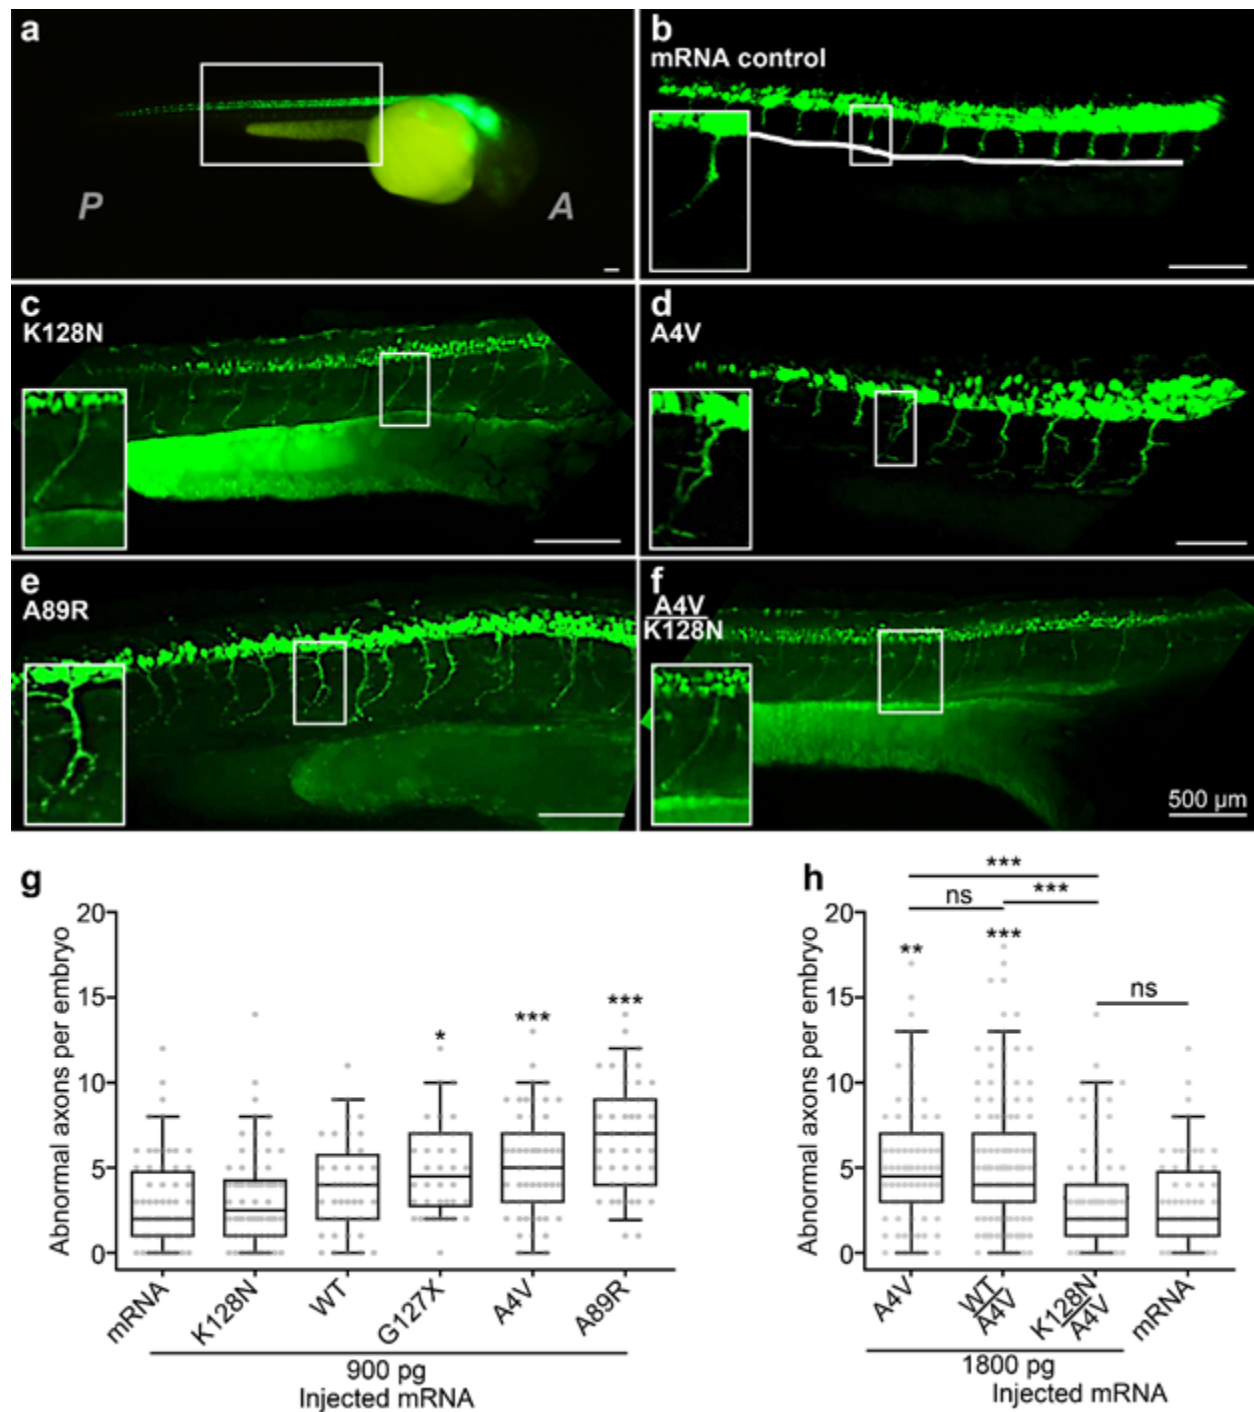 a
P
A
b
mRNA control
c
K128N
d
A4V
e
A89R
f
A4V
K128N
500 µm
g
Abnormal axons per embryo
20
15
10
5
0
*
***
***
mRNA
K128N
WT
G127X
A4V
A89R
900 pg
Injected mRNA
h
Abnormal axons per embryo
20
15
10
5
0
***
ns
***
**
***
ns
A4V
WT
A4V
K128N
A4V
mRNA
1800 pg
Injected mRNA